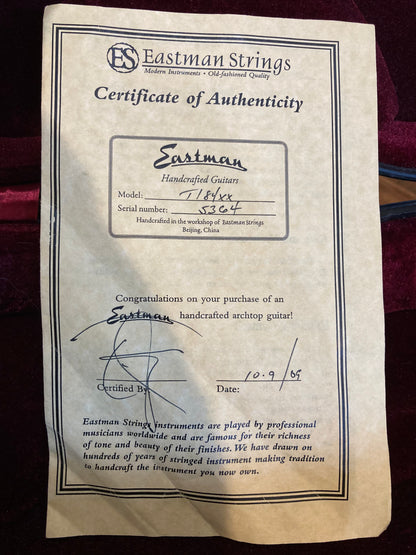 ES Eastman Strings
Modern Instruments • Old-fashioned Quality
Certificate of Authenticity
Eastman
Handcrafted Guitars
Model: T184xx
Serial number: 5364
Handcrafted in the workshop of Eastman Strings
Beijing, China
Congratulations on your purchase of an
Eastman handcrafted archtop guitar!
Certified By:
Date: 10.9/09
Eastman Strings instruments are played by professional
musicians worldwide and are famous for their richness
of tone and beauty of their finishes. We have drawn on
hundreds of years of stringed instrument making tradition
to handcraft the instrument you now own.